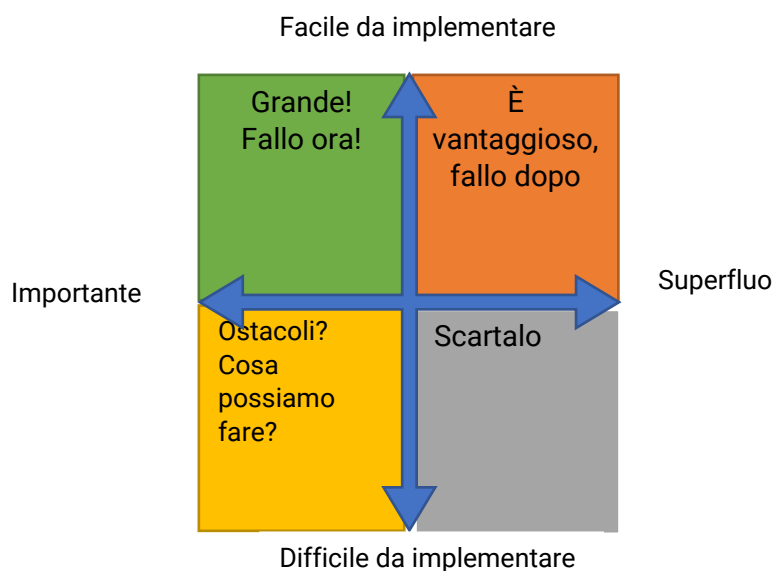 Facile da implementare
Grande!
Fallo ora!
È
vantaggioso,
fallo dopo
Importante
Superfluo
Ostacoli?
Cosa
possiamo
fare?
Scartalo
Difficile da implementare